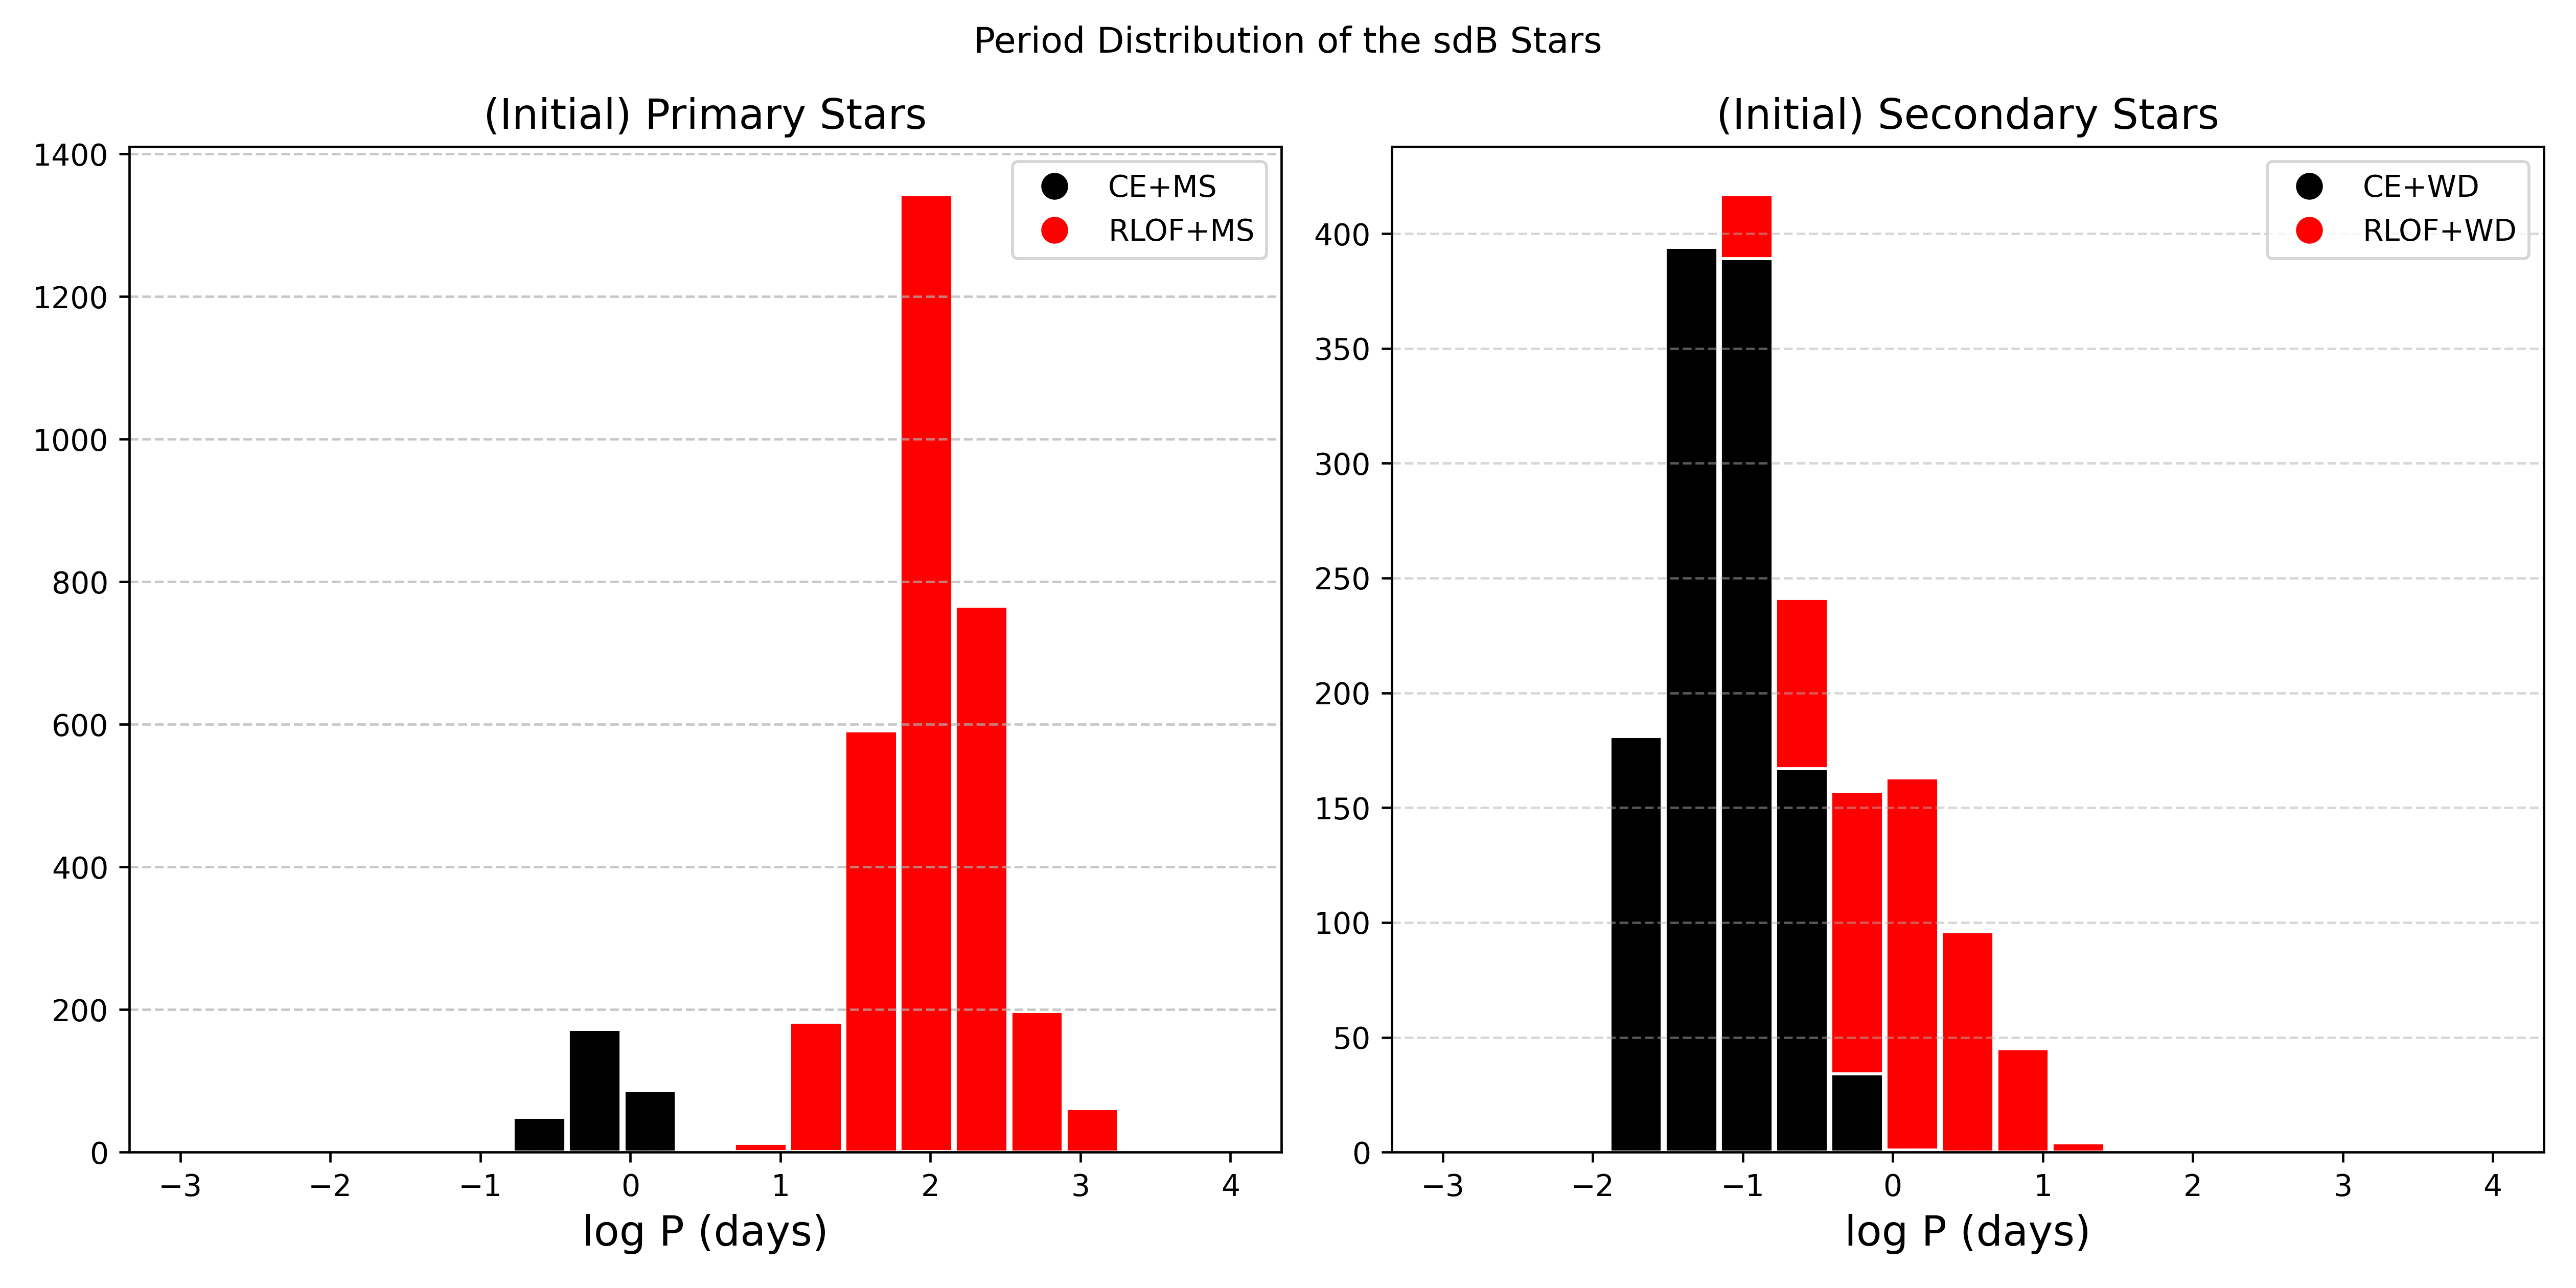 Period Distribution of the sdB Stars
(Initial) Primary Stars
1400
1200
1000
800
600
400
200
0
−3 −2 −1 0 1 2 3 4
log P (days)
CE+MS
RLOF+MS
(Initial) Secondary Stars
400
350
300
250
200
150
100
50
0
−3 −2 −1 0 1 2 3 4
log P (days)
CE+WD
RLOF+WD